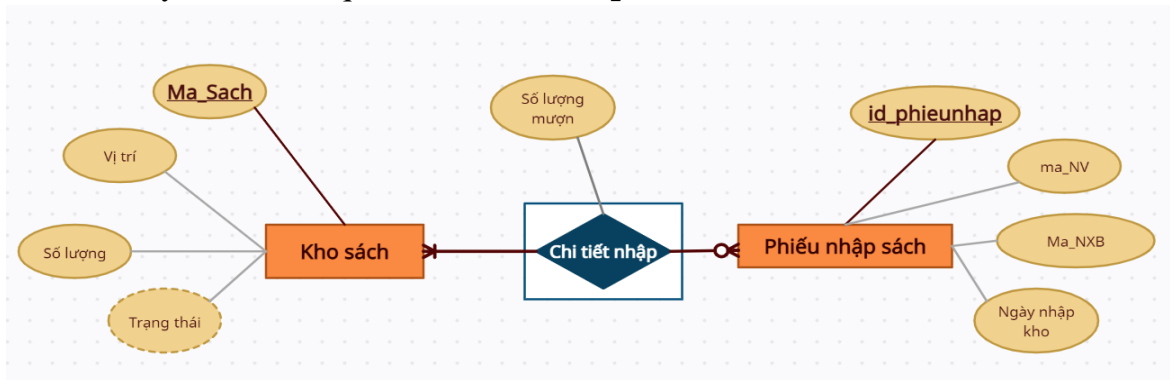 Ma_Sach
Số lượng
mượn
id_phieunhap
Vị trí
ma_NV
Số lượng
Kho sách
Chi tiết nhập
Phiếu nhập sách
Ma_NXB
Trạng thái
Ngày nhập
kho